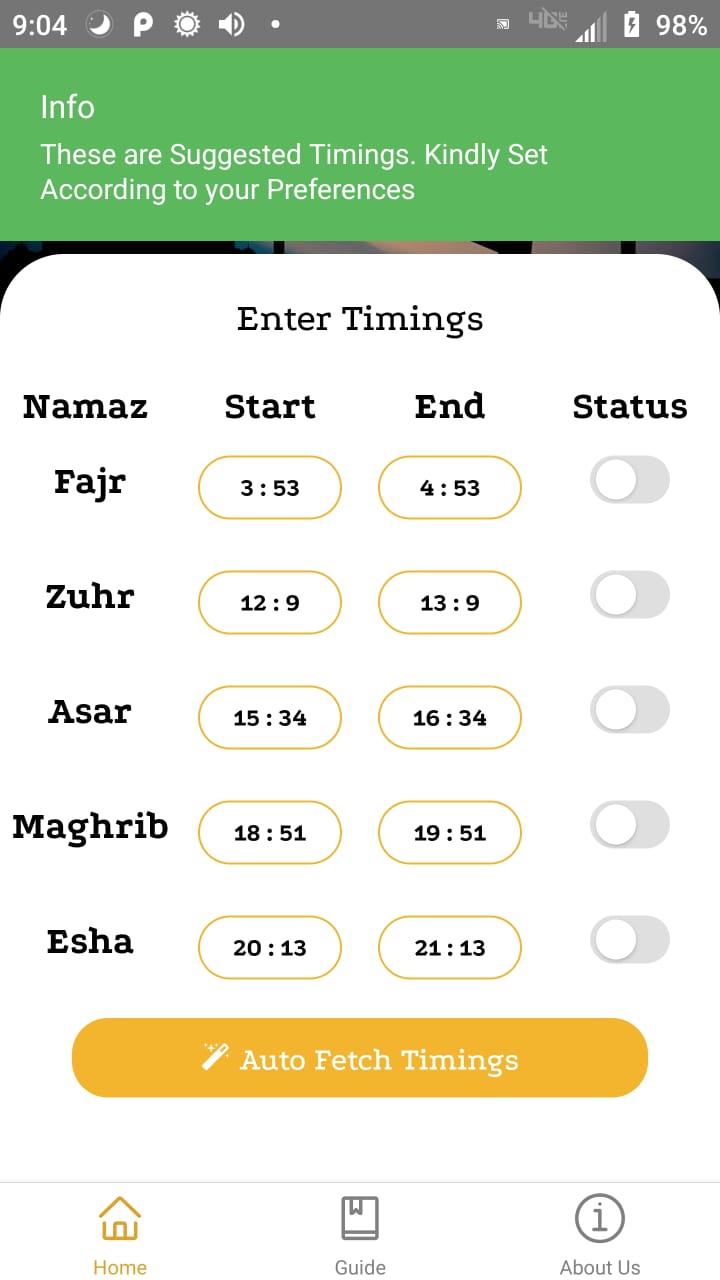 9:04 98%
Info
These are Suggested Timings. Kindly Set
According to your Preferences
Enter Timings
Namaz Start End Status
Fajr 3 : 53 4 : 53
Zuhr 12 : 9 13 : 9
Asar 15 : 34 16 : 34
Maghrib 18 : 51 19 : 51
Esha 20 : 13 21 : 13
Auto Fetch Timings
Home Guide About Us